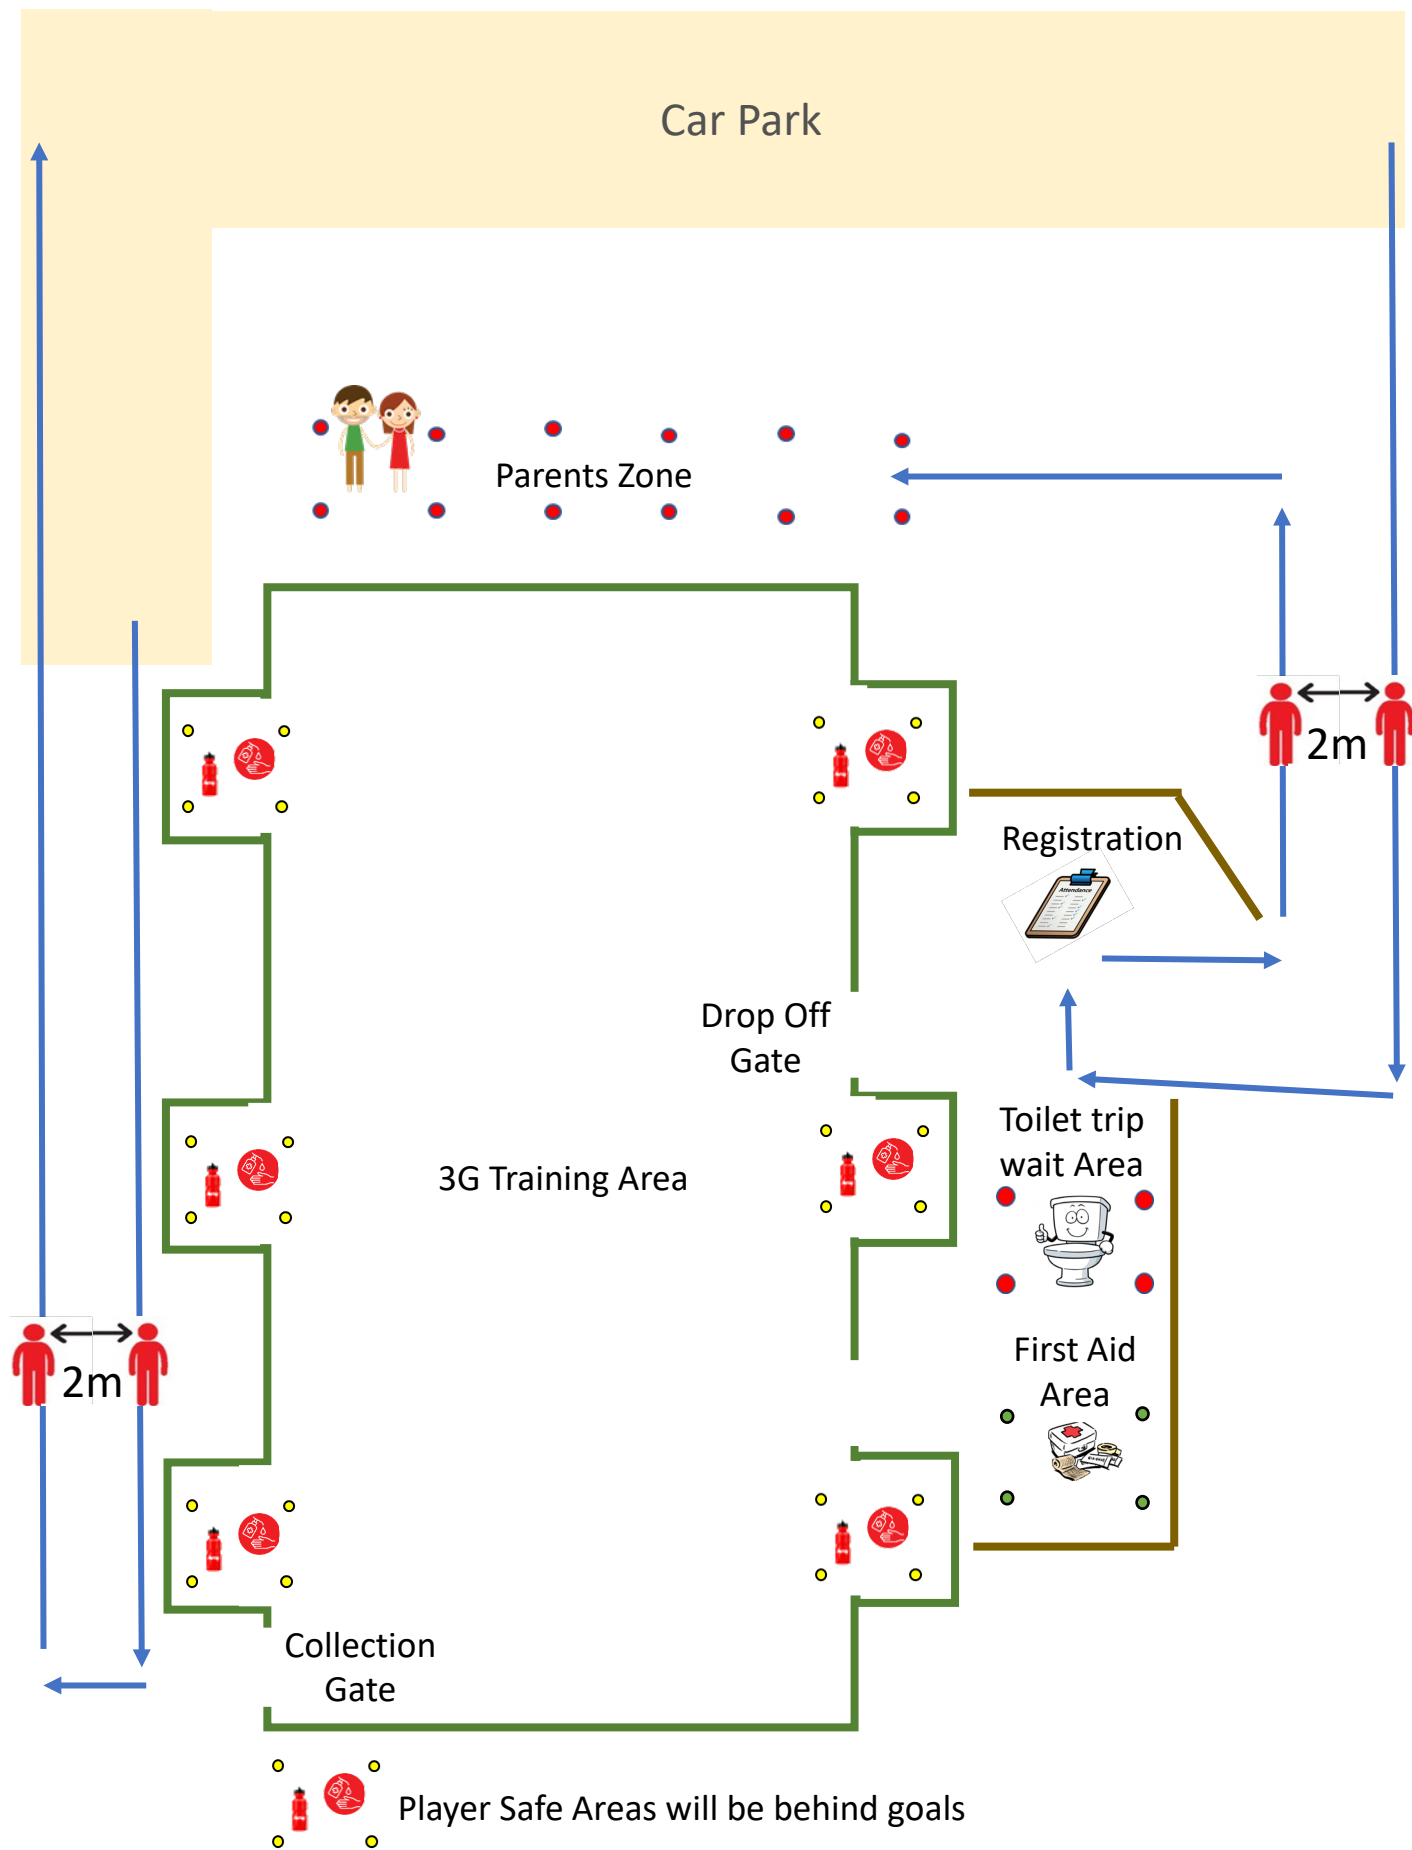 Car Park
Parents Zone
2m
Registration
Attendance
Drop Off
Gate
Toilet trip
wait Area
3G Training Area
First Aid
Area
2m
Collection
Gate
Player Safe Areas will be behind goals